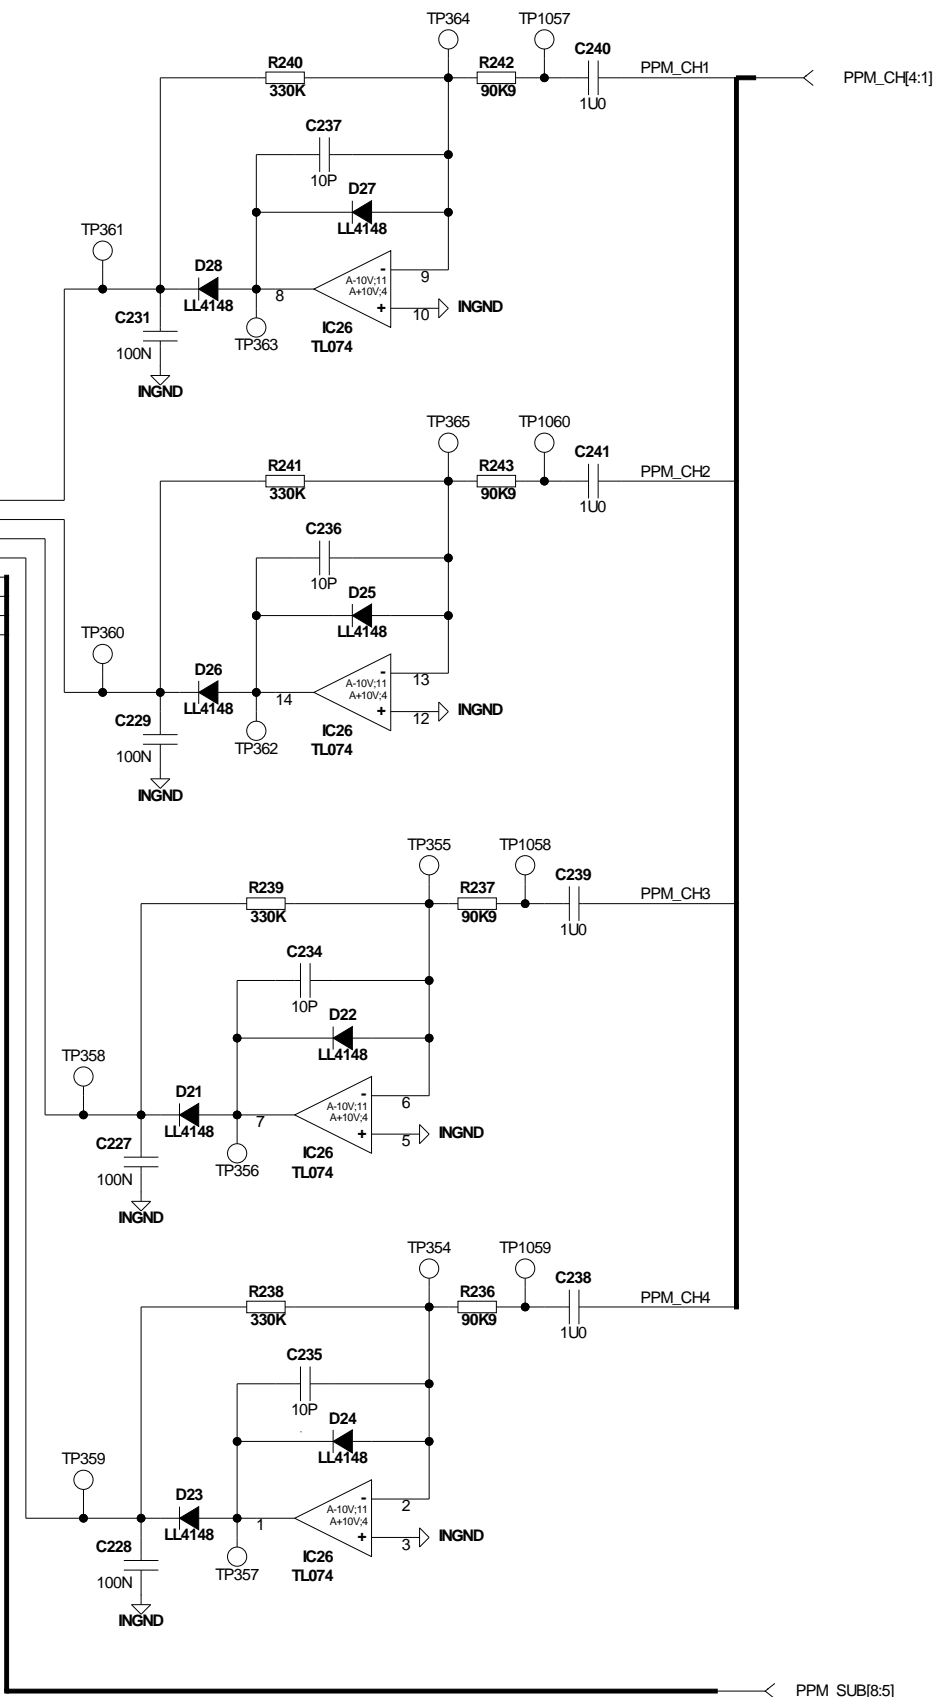 TP364 TP1057
R240 R242 C240 PPM_CH1 PPM_CH[4:1]
330K 90K9 1U0
C237
10P
D27
LL4148
TP361
D28
LL4148
8
A-10V;11
A+10V;4
-
+
9
10
INGND
C231
100N
INGND
TP363
IC26
TL074
TP365 TP1060
R241 R243 C241 PPM_CH2
330K 90K9 1U0
C236
10P
D25
LL4148
TP360
D26
LL4148
14
A-10V;11
A+10V;4
-
+
13
12
INGND
C229
100N
INGND
TP362
IC26
TL074
TP355 TP1058
R239 R237 C239 PPM_CH3
330K 90K9 1U0
C234
10P
D22
LL4148
TP358
D21
LL4148
7
A-10V;11
A+10V;4
-
+
6
5
INGND
C227
100N
INGND
TP356
IC26
TL074
TP354 TP1059
R238 R236 C238 PPM_CH4
330K 90K9 1U0
C235
10P
D24
LL4148
TP359
D23
LL4148
1
A-10V;11
A+10V;4
-
+
2
3
INGND
C228
100N
INGND
TP357
IC26
TL074
PPM_SUB[8:5]